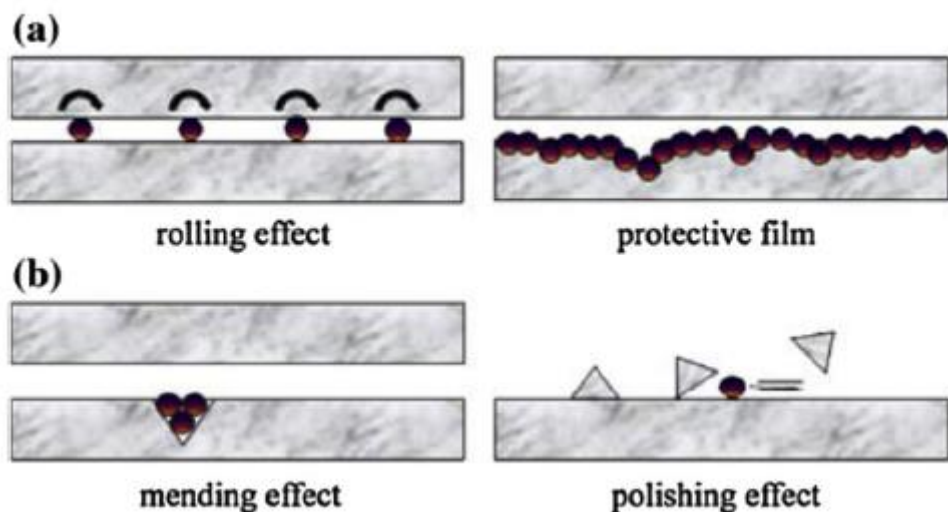 (a)
rolling effect
protective film
(b)
mending effect
polishing effect